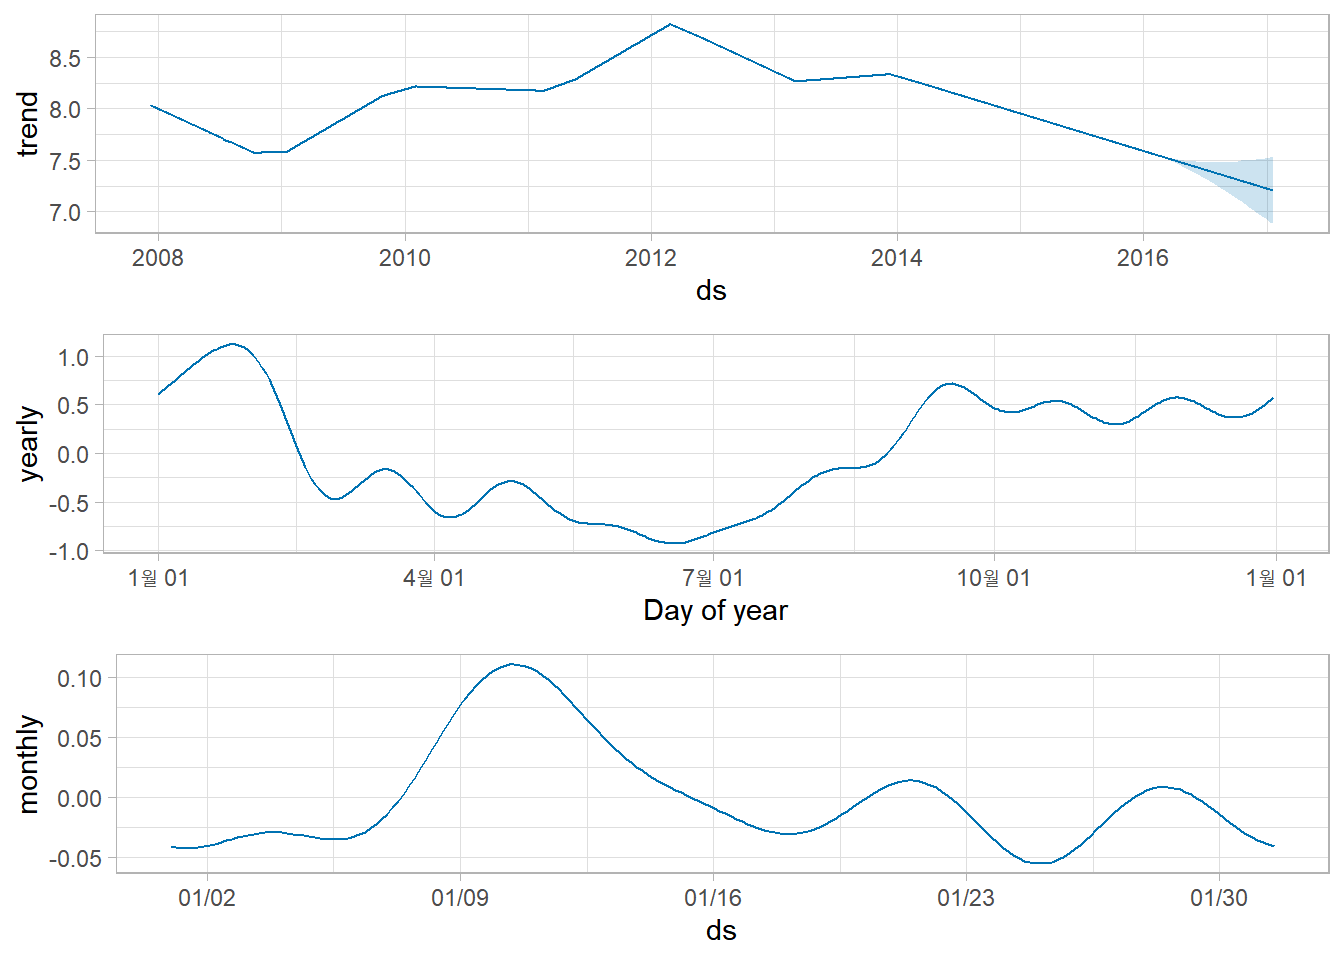 trend
8.5
8.0
7.5
7.0
2008 2010 2012 2014 2016
ds
yearly
1.0
0.5
0.0
-0.5
-1.0
1월 01 4월 01 7월 01 10월 01 1월 01
Day of year
monthly
0.10
0.05
0.00
-0.05
01/02 01/09 01/16 01/23 01/30
ds